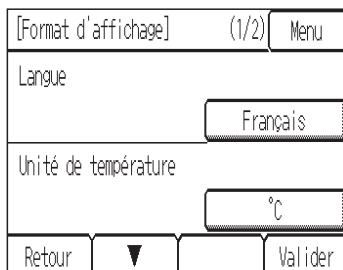 [Format d'affichage] (1/2) Menu
Langue
Français
Unité de température
°C
Retour ▼ Valider